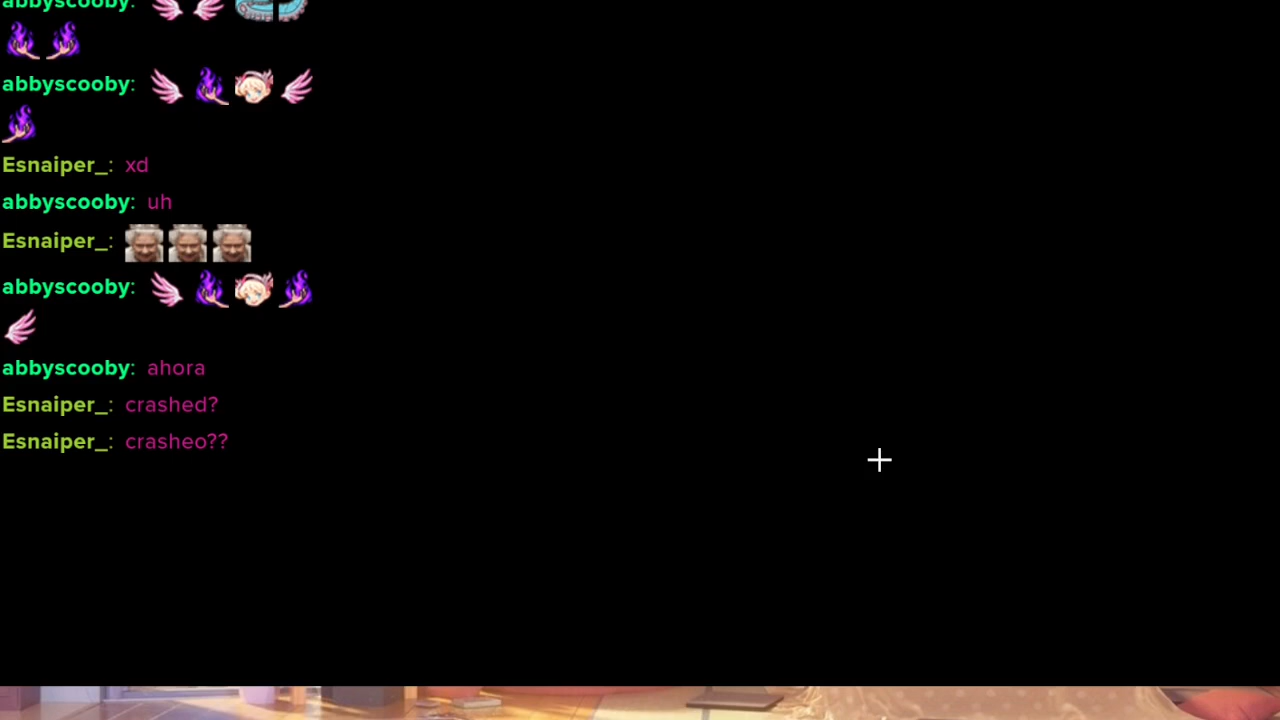 abbyscooby:
abbyscooby:
Esnaiper_: xd
abbyscooby: uh
Esnaiper_:
abbyscooby:
abbyscooby: ahora
Esnaiper_: crashed?
Esnaiper_: crasheo??